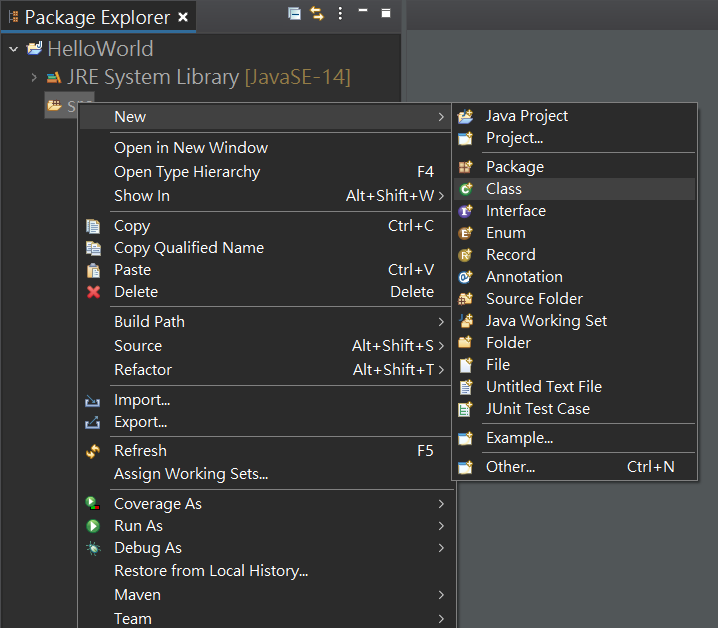 Package Explorer
HelloWorld
JRE System Library [JavaSE-14]
New
Open in New Window
Open Type Hierarchy F4
Show In Alt+Shift+W
Copy Ctrl+C
Copy Qualified Name
Paste Ctrl+V
Delete Delete
Build Path
Source Alt+Shift+S
Refactor Alt+Shift+T
Import...
Export...
Refresh F5
Assign Working Sets...
Coverage As
Run As
Debug As
Restore from Local History...
Maven
Team
Java Project
Project...
Package
Class
Interface
Enum
Record
Annotation
Source Folder
Java Working Set
Folder
File
Untitled Text File
JUnit Test Case
Example...
Other... Ctrl+N